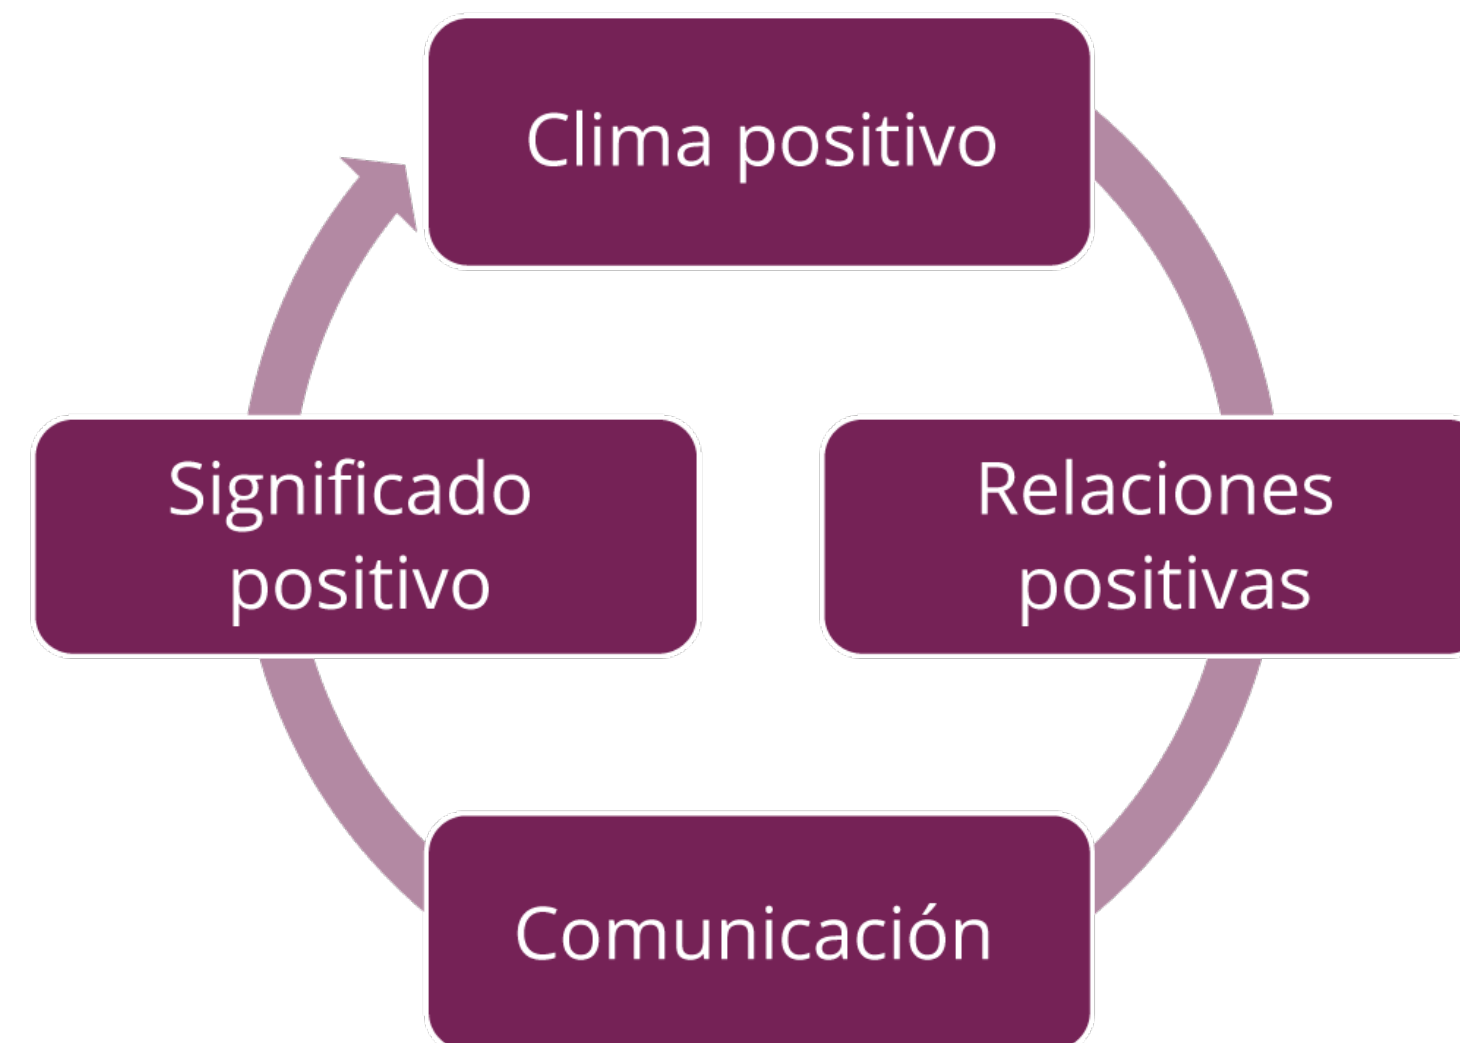 Clima positivo
Significado
positivo
Relaciones
positivas
Comunicación